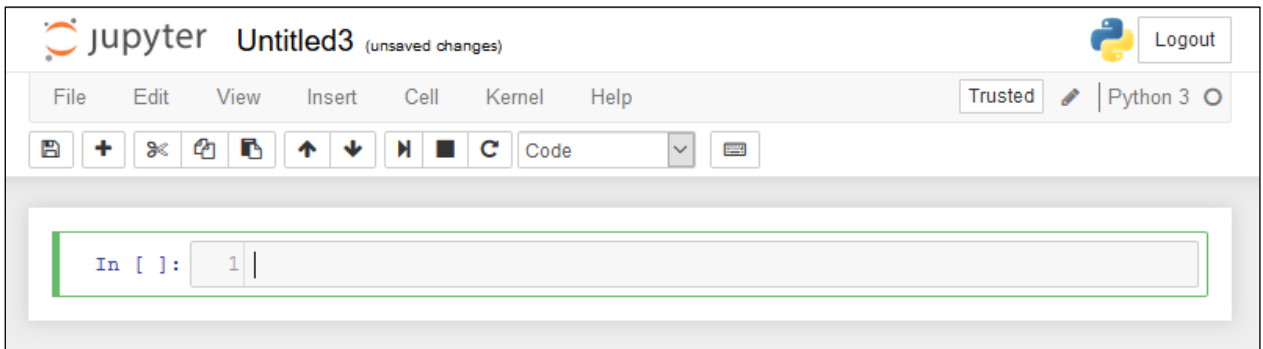 jupyter Untitled3 (unsaved changes) Logout
File Edit View Insert Cell Kernel Help Trusted Python 3
Code
In [ ]: 1